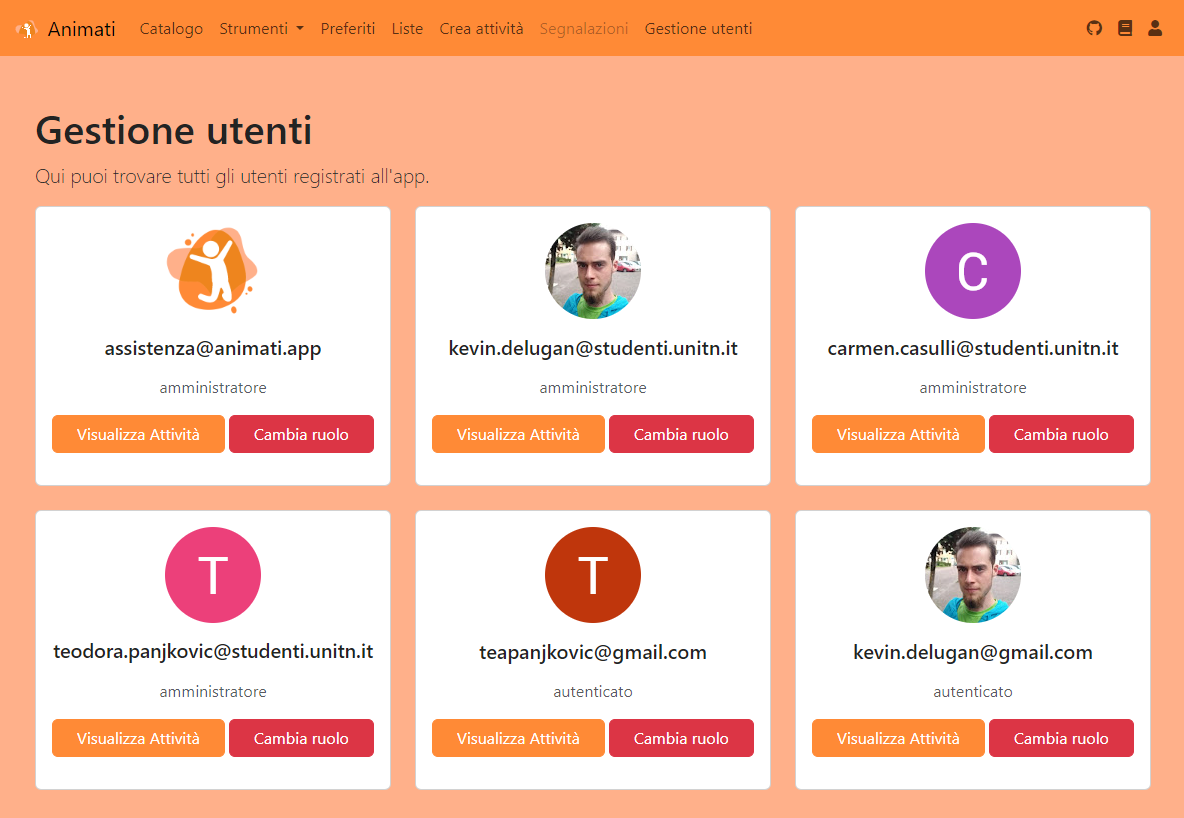 Animati Catalogo Strumenti Preferiti Liste Crea attività Segnalazioni Gestione utenti
Gestione utenti
Qui puoi trovare tutti gli utenti registrati all'app.
assistenza@animati.app
amministratore
Visualizza Attività Cambia ruolo
kevin.delugan@studenti.unitn.it
amministratore
Visualizza Attività Cambia ruolo
C
carmen.casulli@studenti.unitn.it
amministratore
Visualizza Attività Cambia ruolo
T
teodora.panjkovic@studenti.unitn.it
amministratore
Visualizza Attività Cambia ruolo
T
teapanjkovic@gmail.com
autenticato
Visualizza Attività Cambia ruolo
kevin.delugan@gmail.com
autenticato
Visualizza Attività Cambia ruolo